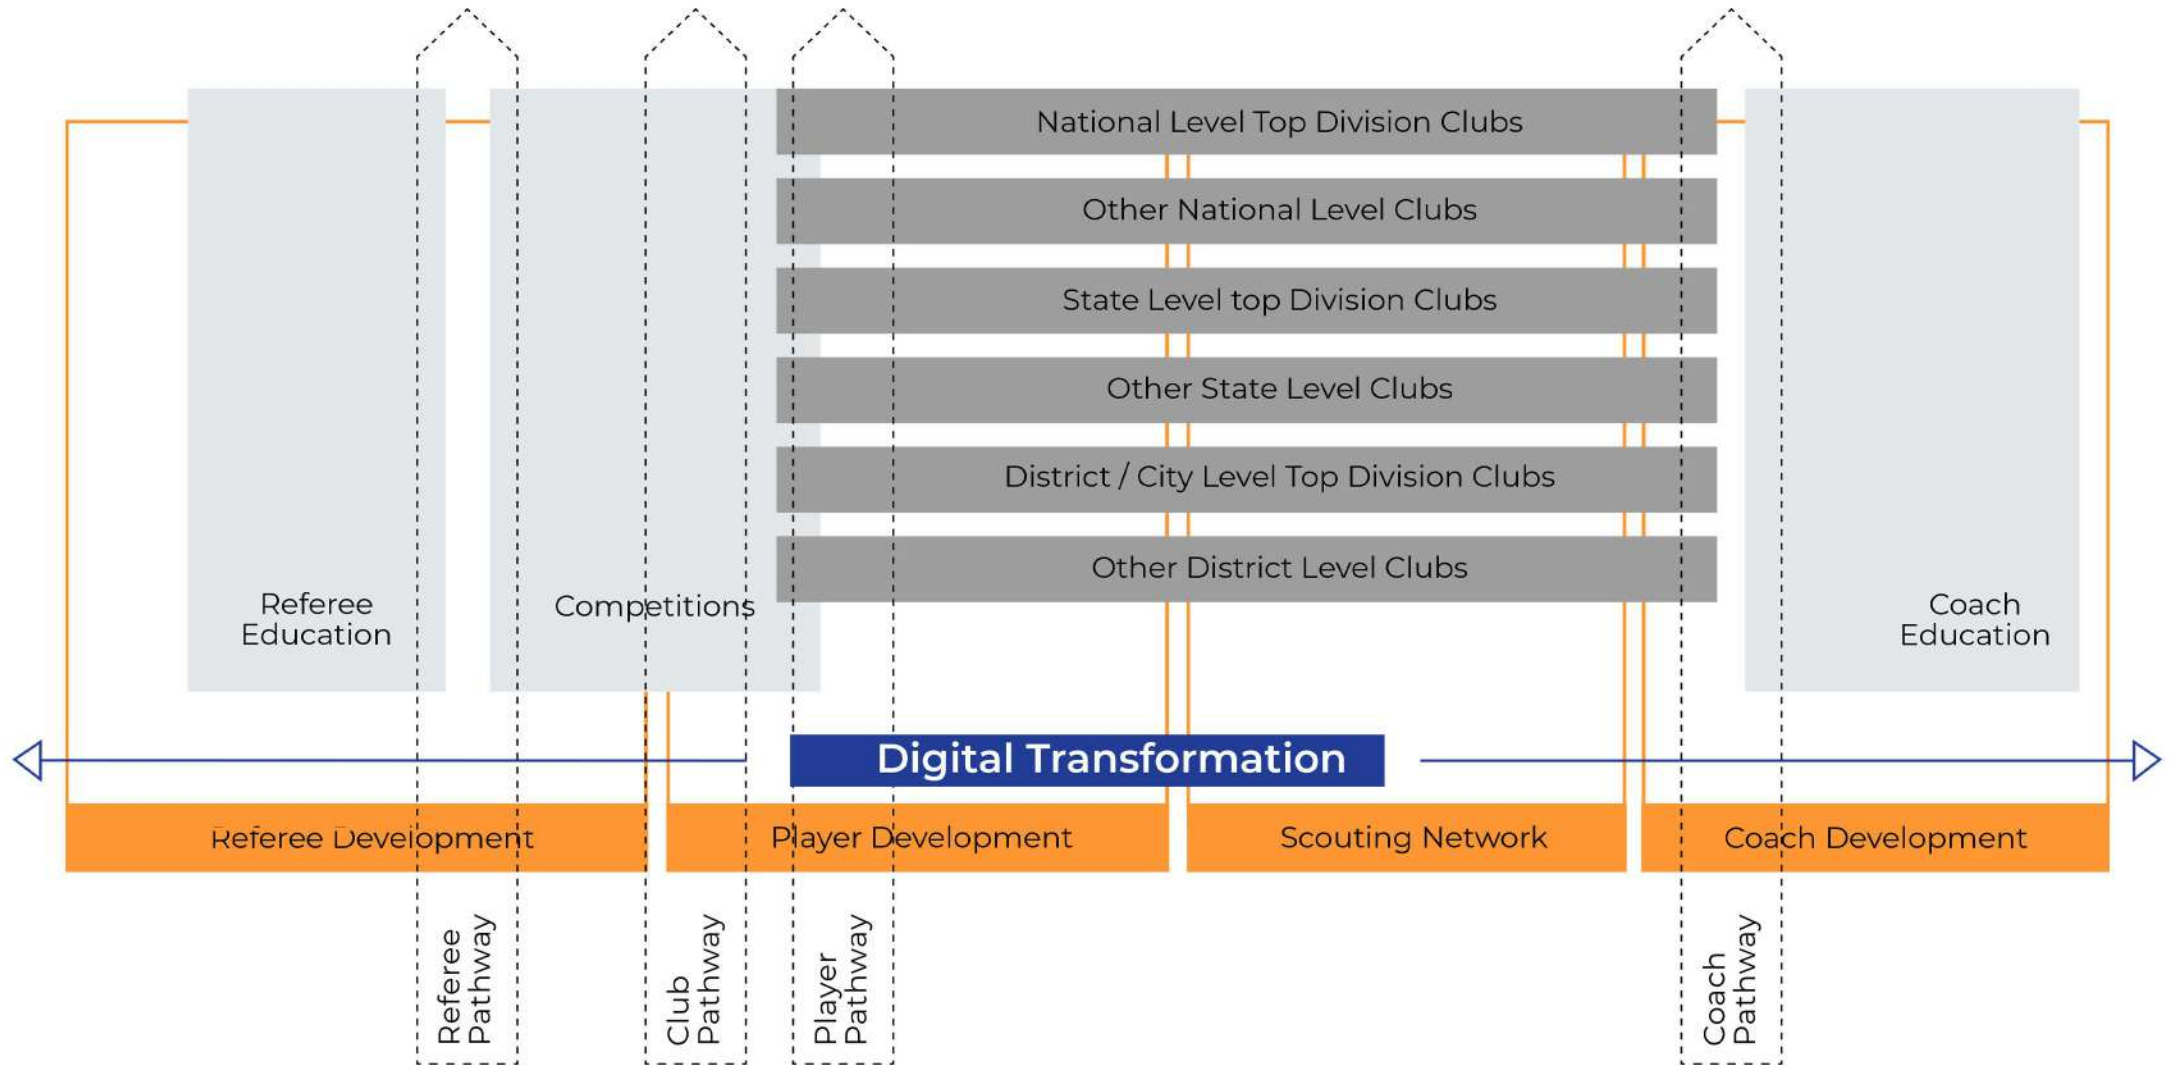 National Level Top Division Clubs
Other National Level Clubs
State Level top Division Clubs
Other State Level Clubs
District / City Level Top Division Clubs
Other District Level Clubs
Referee
Education
Competitions
Coach
Education
Digital Transformation
Referee Development
Player Development
Scouting Network
Coach Development
Referee
Pathway
Club
Pathway
Player
Pathway
Coach
Pathway